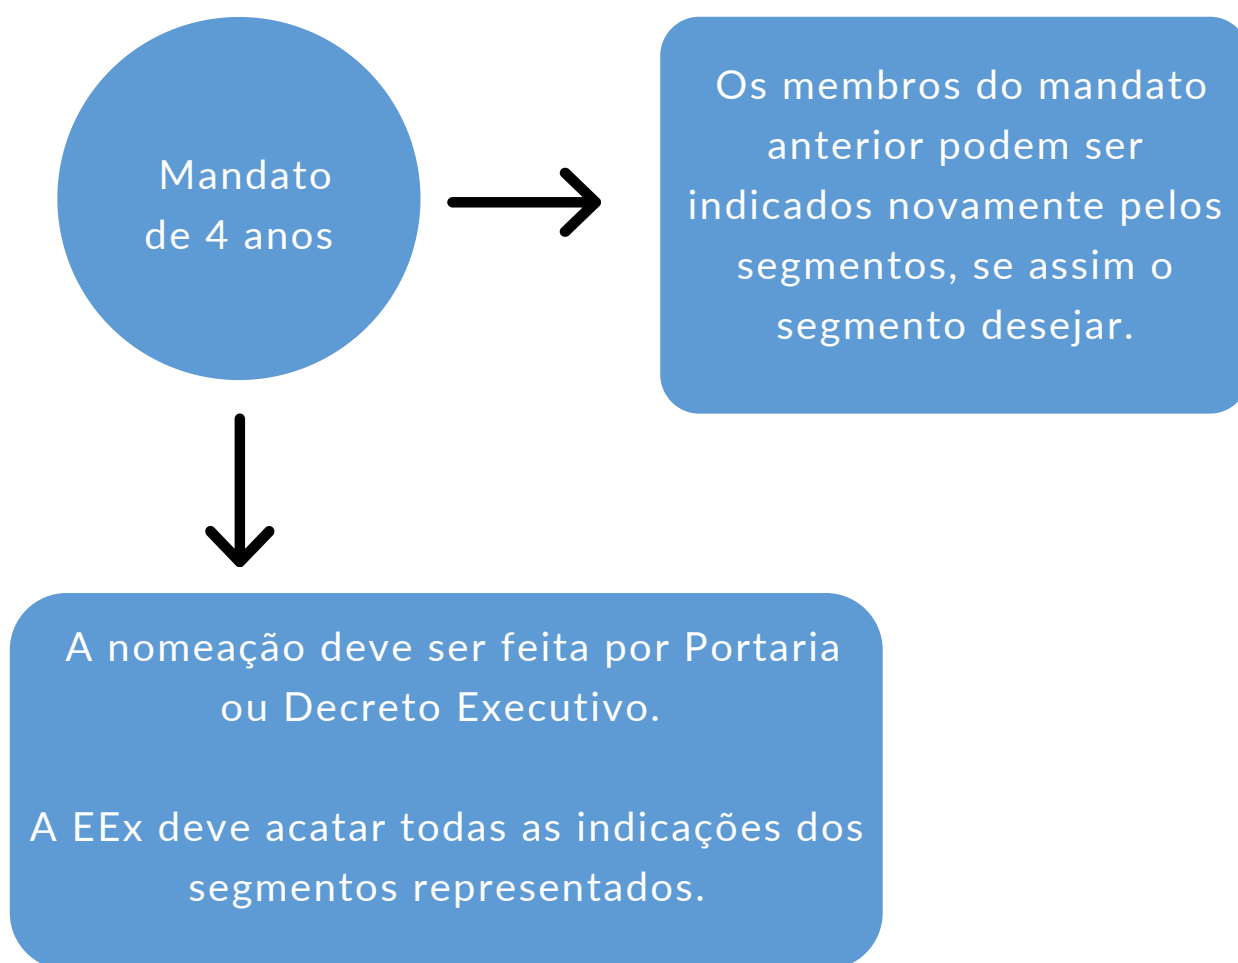 Mandato
de 4 anos
Os membros do mandato
anterior podem ser
indicados novamente pelos
segmentos, se assim o
segmento desejar.
A nomeação deve ser feita por Portaria
ou Decreto Executivo.
A EEx deve acatar todas as indicações dos
segmentos representados.